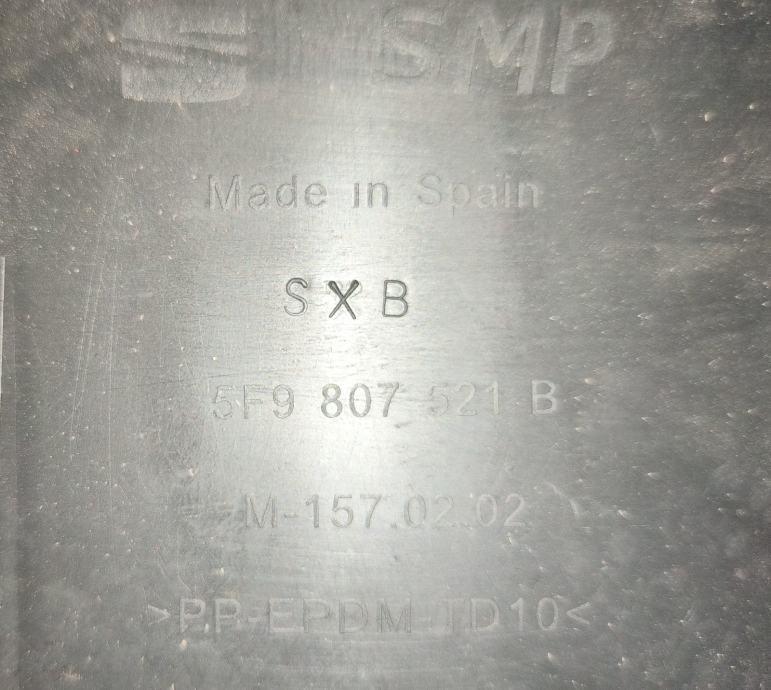 SMP
Made in Spain
S X B
5F9 807 521 B
M-157.02.02
>PP-EPDM-TD10<